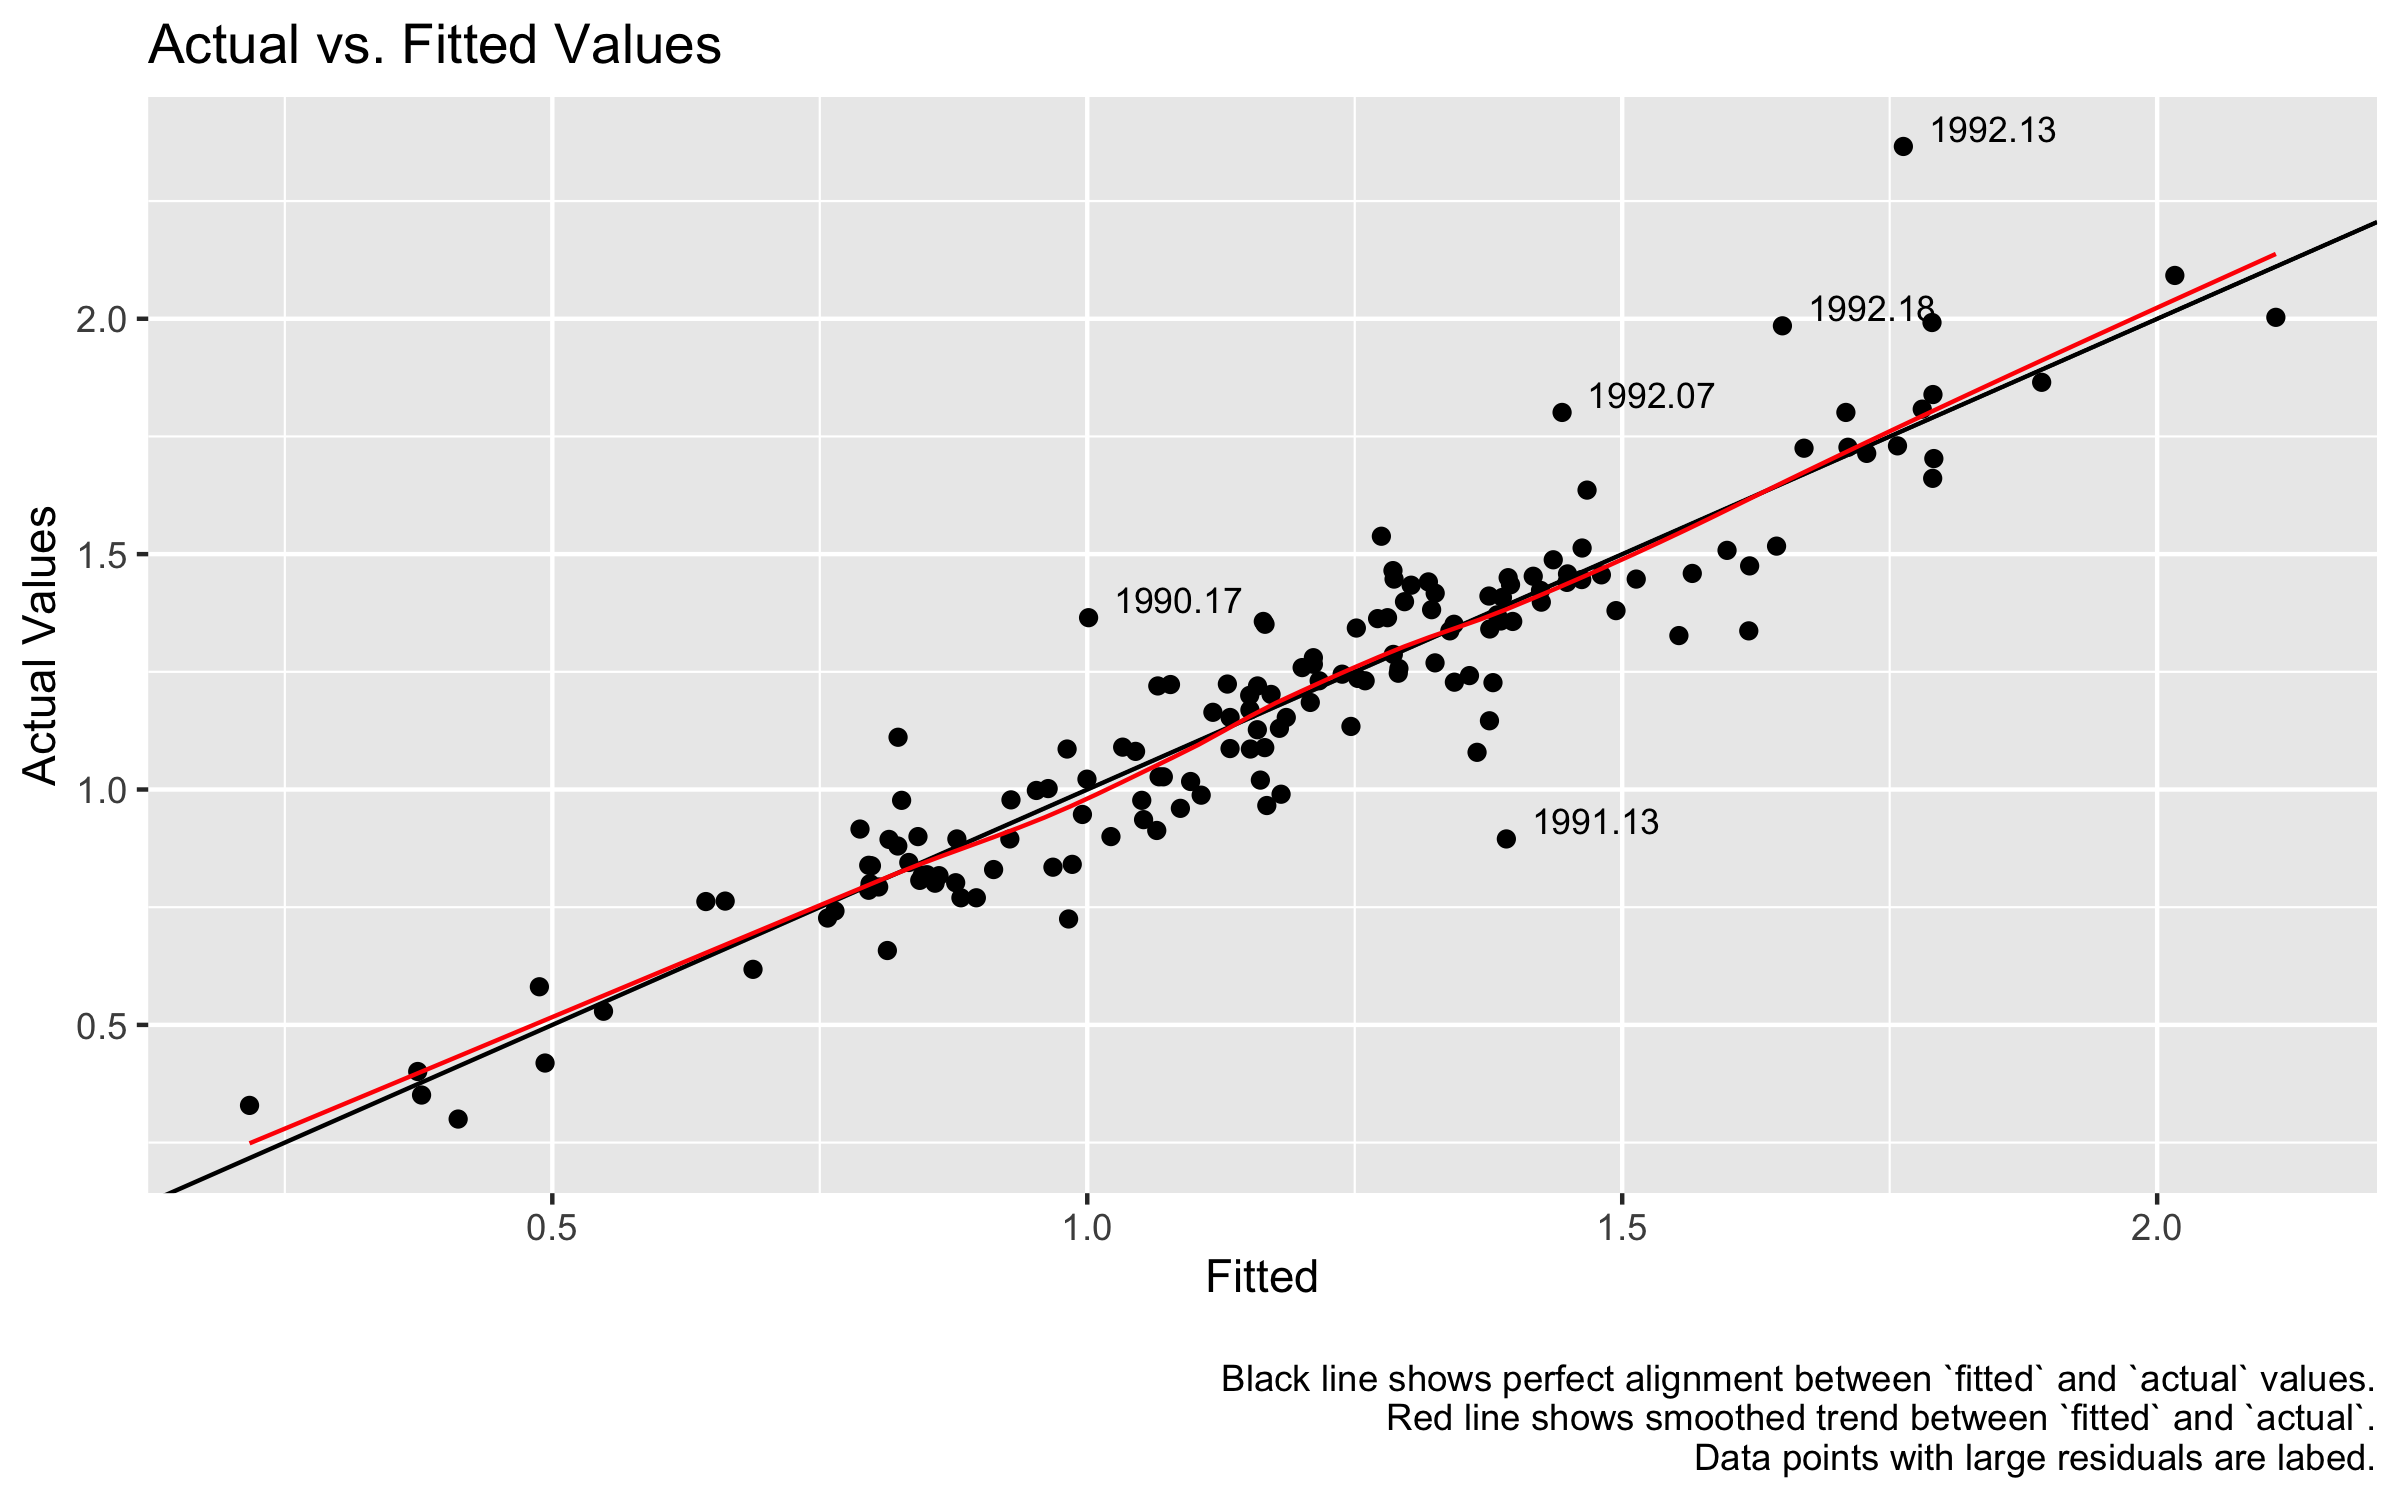 Actual vs. Fitted Values
1992.13
1992.18
1992.07
1990.17
1991.13
Actual Values
2.0
1.5
1.0
0.5
0.5
1.0
1.5
2.0
Fitted
Black line shows perfect alignment between `fitted` and `actual` values.
Red line shows smoothed trend between `fitted` and `actual`.
Data points with large residuals are labed.